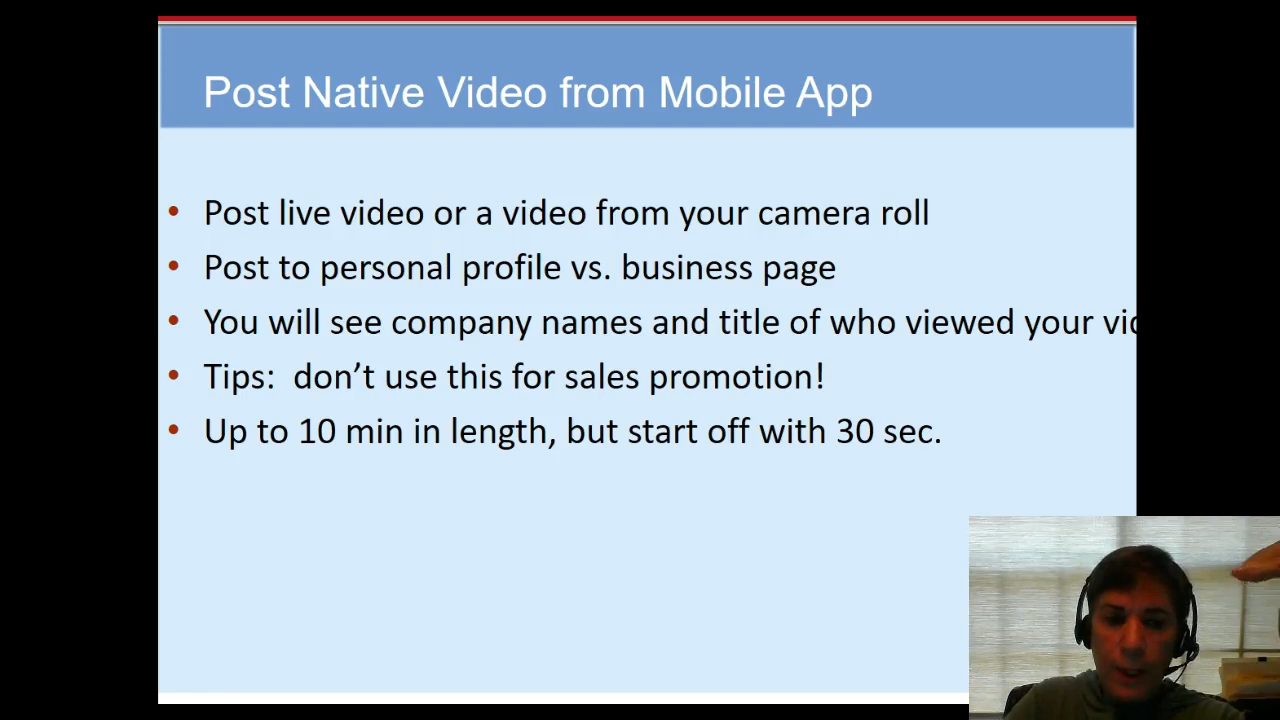 Post Native Video from Mobile App
• Post live video or a video from your camera roll
• Post to personal profile vs. business page
• You will see company names and title of who viewed your
• Tips:  don’t use this for sales promotion!
• Up to 10 min in length, but start off with 30 sec.